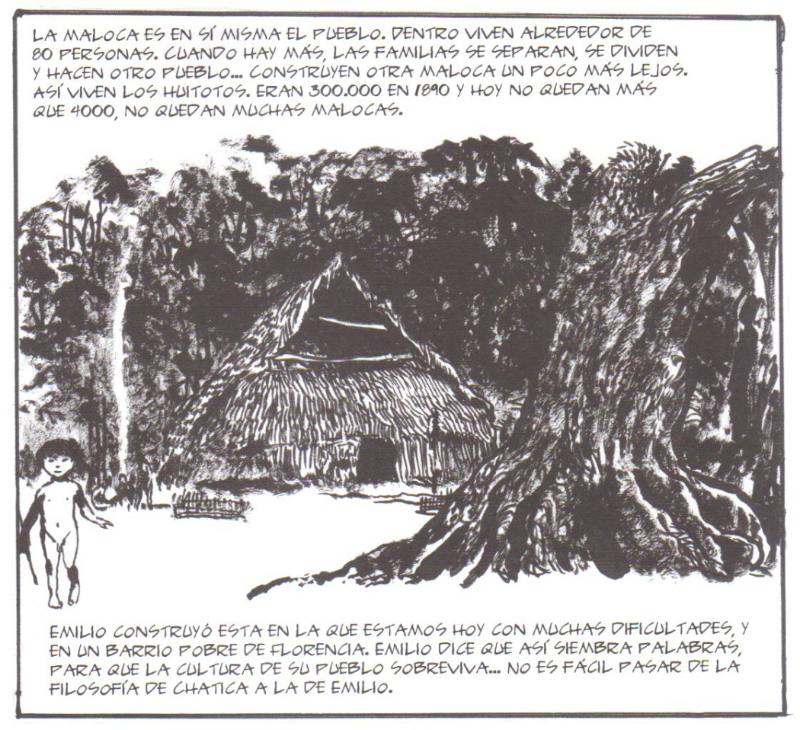 LA MALOCA ES EN SÍ MISMA EL PUEBLO. DENTRO VIVEN ALREDEDOR DE
80 PERSONAS. CUANDO HAY MÁS, LAS FAMILIAS SE SEPARAN, SE DIVIDEN
Y HACEN OTRO PUEBLO... CONSTRUYEN OTRA MALOCA UN POCO MÁS LEJOS.
ASÍ VIVEN LOS HUITOTOS. ERAN 300.000 EN 1890 Y HOY NO QUEDAN MÁS
QUE 4000, NO QUEDAN MUCHAS MALOCAS.
EMILIO CONSTRUYÓ ESTA EN LA QUE ESTAMOS HOY CON MUCHAS DIFICULTADES, Y
EN UN BARRIO POBRE DE FLORENCIA. EMILIO DICE QUE ASÍ SIEMBRA PALABRAS,
PARA QUE LA CULTURA DE SU PUEBLO SOBREVIVA... NO ES FÁCIL PASAR DE LA
FILOSOFÍA DE CHATICA A LA DE EMILIO.